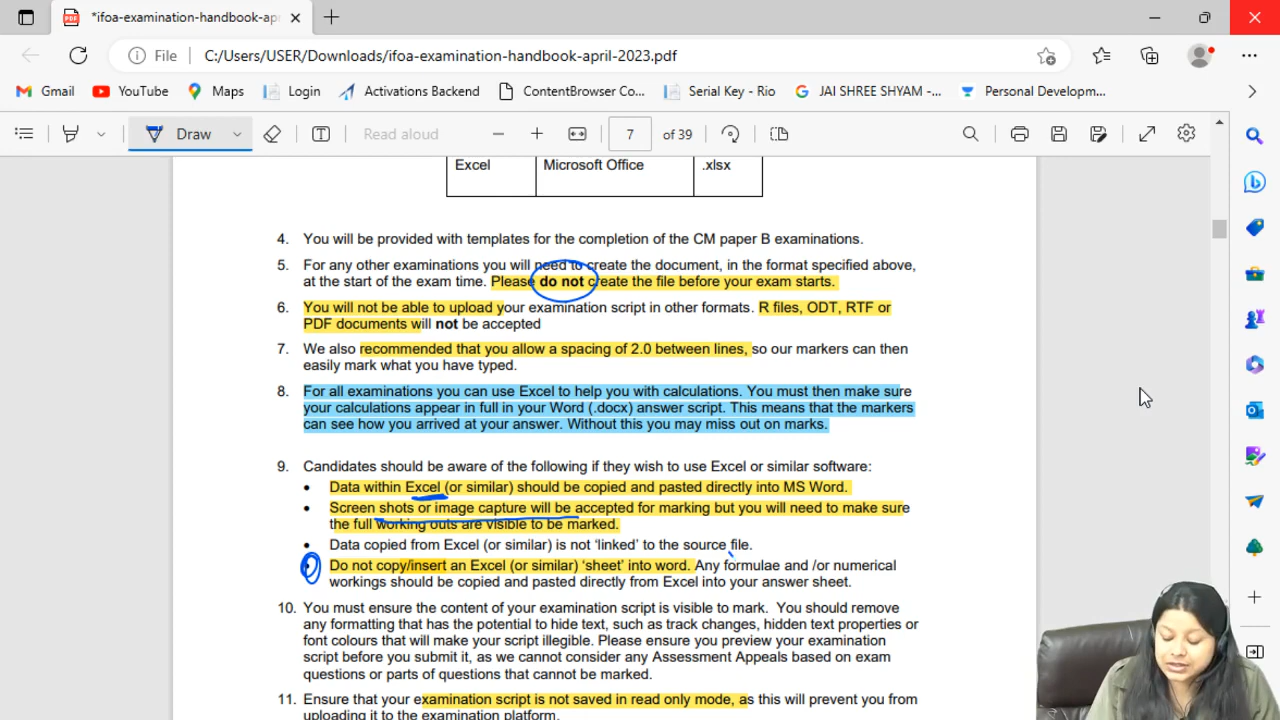 *ifoa-examination-handbook-ap
File
C:/Users/USER/Downloads/ifoa-examination-handbook-april-2023.pdf
Gmail YouTube Maps Login Activations Backend ContentBrowser Co... Serial Key - Rio JAI SHREE SHYAM -... Personal Developm...
Draw Read aloud 7 of 39
Excel Microsoft Office .xlsx
4. You will be provided with templates for the completion of the CM paper B examinations.
5. For any other examinations you will need to create the document, in the format specified above,
at the start of the exam time. Please do not create the file before your exam starts.
6. You will not be able to upload your examination script in other formats. R files, ODT, RTF or
PDF documents will not be accepted
7. We also recommended that you allow a spacing of 2.0 between lines, so our markers can then
easily mark what you have typed.
8. For all examinations you can use Excel to help you with calculations. You must then make sure
your calculations appear in full in your Word (.docx) answer script. This means that the markers
can see how you arrived at your answer. Without this you may miss out on marks.
9. Candidates should be aware of the following if they wish to use Excel or similar software:
• Data within Excel (or similar) should be copied and pasted directly into MS Word.
• Screen shots or image capture will be accepted for marking but you will need to make sure
the full working outs are visible to be marked.
• Data copied from Excel (or similar) is not ‘linked’ to the source file.
• Do not copy/insert an Excel (or similar) ‘sheet’ into word. Any formulae and /or numerical
workings should be copied and pasted directly from Excel into your answer sheet.
10. You must ensure the content of your examination script is visible to mark. You should remove
any formatting that has the potential to hide text, such as track changes, hidden text properties or
font colours that will make your script illegible. Please ensure you preview your examination
script before you submit it, as we cannot consider any Assessment Appeals based on exam
questions or parts of questions that cannot be marked.
11. Ensure that your examination script is not saved in read only mode, as this will prevent you from
uploading it to the examination platform.